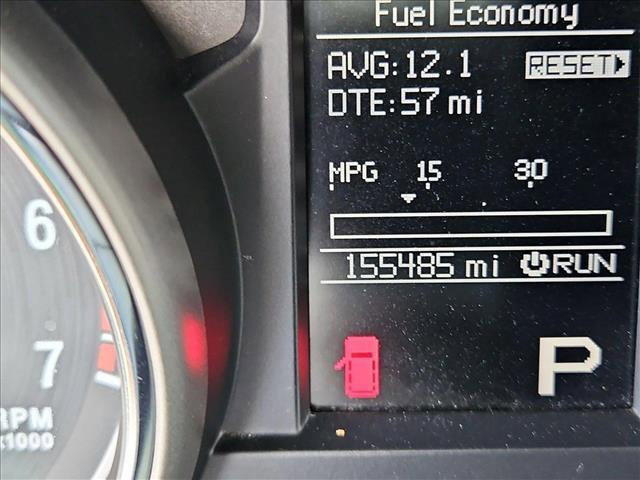 Fuel Economy
AVG:12.1 RESET
DTE:57 mi
MPG 15 30
155485 mi RUN
P
6
7
RPM
x1000